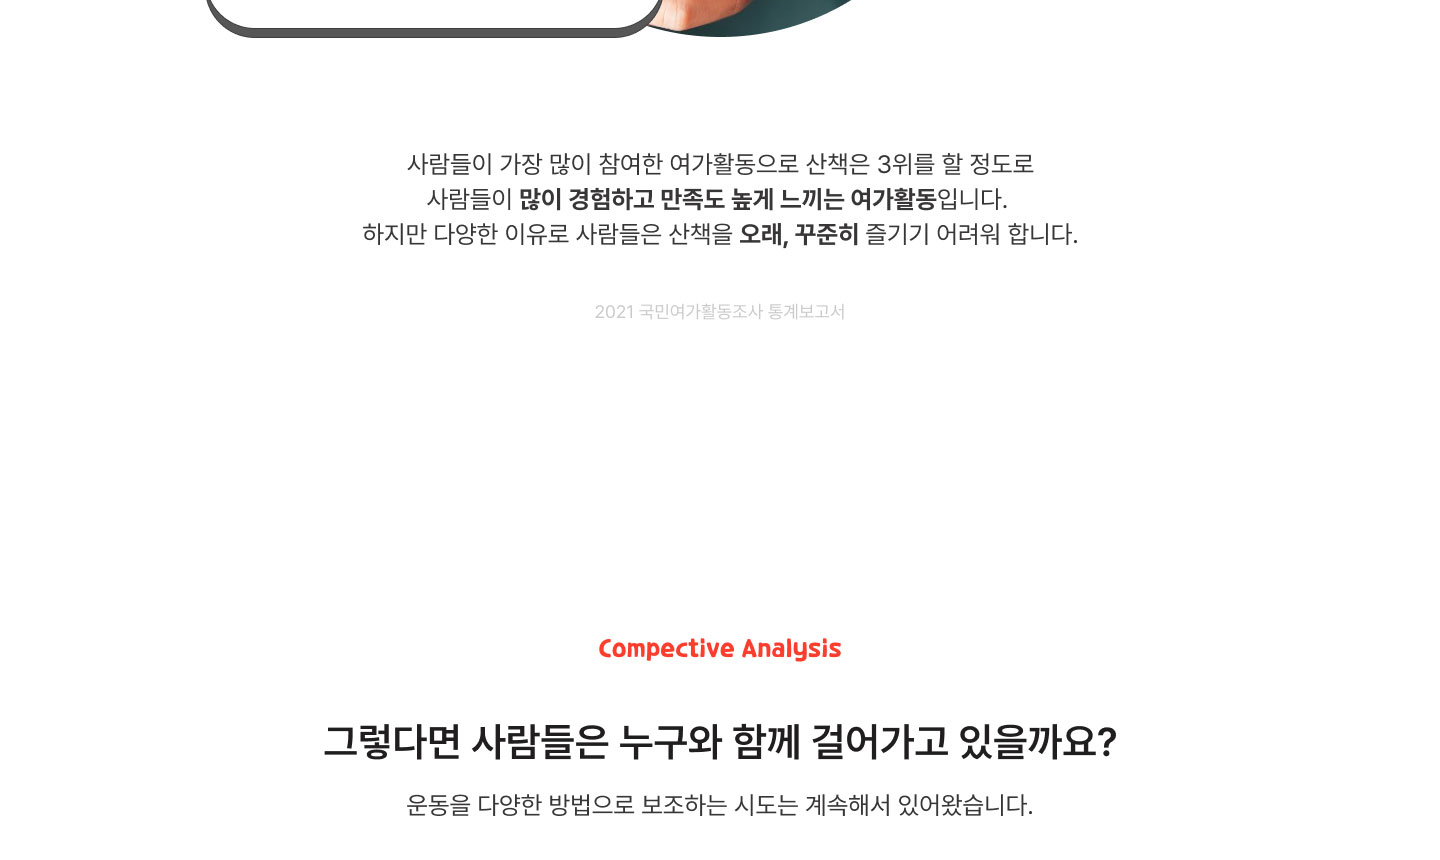 사람들이 가장 많이 참여한 여가활동으로 산책은 3위를 할 정도로
사람들이 많이 경험하고 만족도 높게 느끼는 여가활동입니다.
하지만 다양한 이유로 사람들은 산책을 오래, 꾸준히 즐기기 어려워 합니다.
2021 국민여가활동조사 통계보고서
Compective Analysis
그렇다면 사람들은 누구와 함께 걸어가고 있을까요?
운동을 다양한 방법으로 보조하는 시도는 계속해서 있어왔습니다.